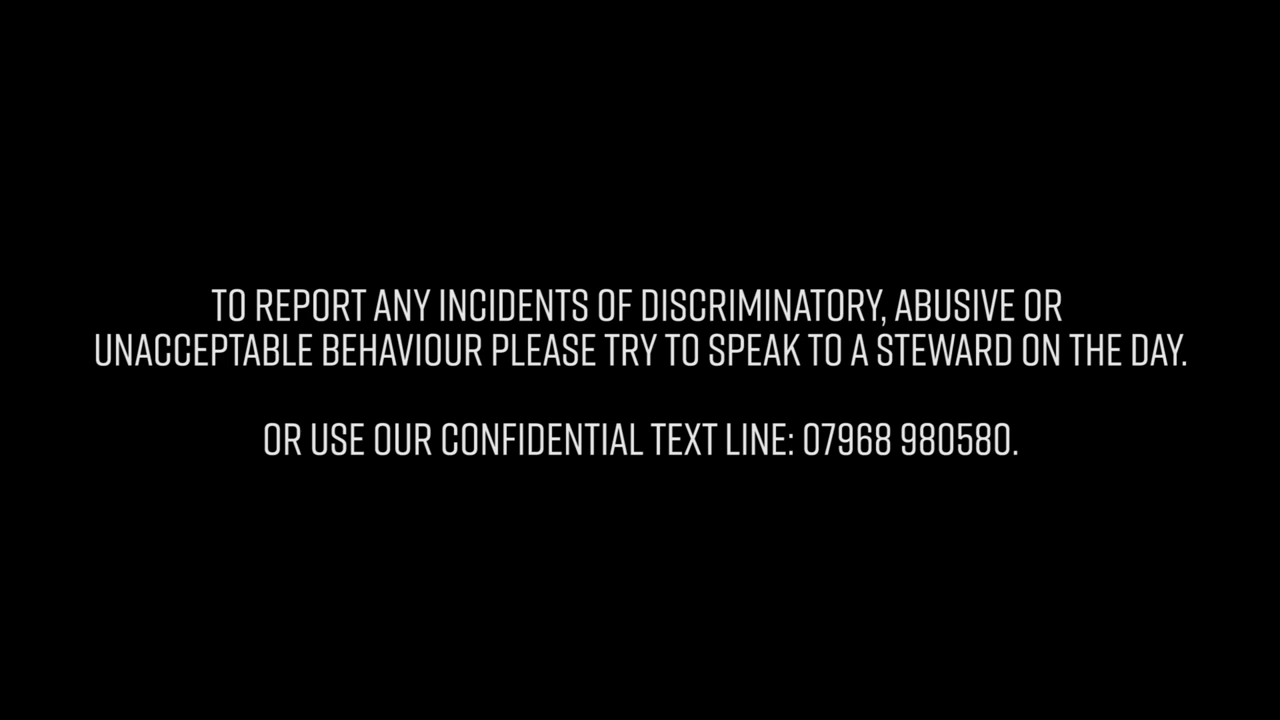 TO REPORT ANY INCIDENTS OF DISCRIMINATORY, ABUSIVE OR
UNACCEPTABLE BEHAVIOUR PLEASE TRY TO SPEAK TO A STEWARD ON THE DAY.
OR USE OUR CONFIDENTIAL TEXT LINE: 07968 980580.